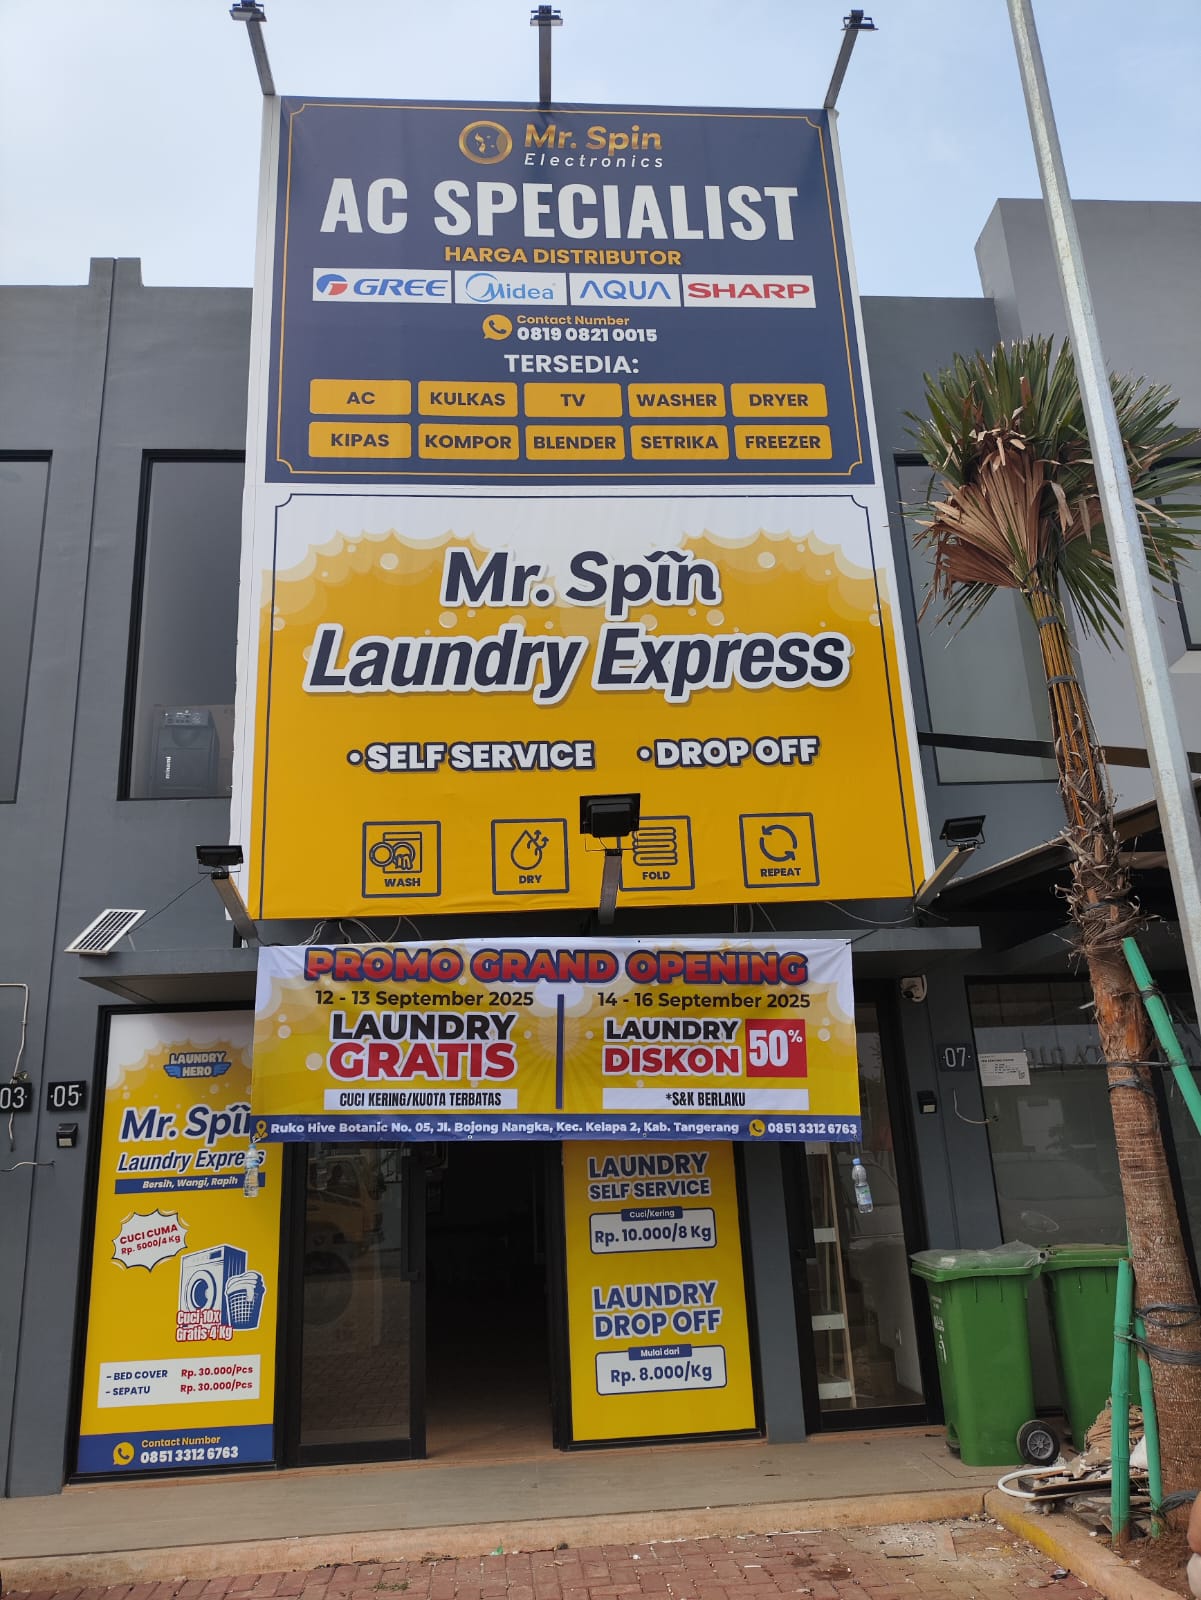 Mr. Spin
Electronics
AC SPECIALIST
HARGA DISTRIBUTOR
GREE Midea AQUA SHARP
Contact Number
0819 0821 0015
TERSEDIA:
AC KULKAS TV WASHER DRYER
KIPAS KOMPOR BLENDER SETRIKA FREEZER
Mr. Spin
Laundry Express
• SELF SERVICE • DROP OFF
WASH DRY FOLD REPEAT
PROMO GRAND OPENING
12 - 13 September 2025
LAUNDRY
GRATIS
CUCI KERING/KUOTA TERBATAS
14 - 16 September 2025
LAUNDRY
DISKON 50%
*S&K BERLAKU
Ruko Hive Botanic No. 05, Jl. Bojong Nangka, Kec. Kelapa 2, Kab. Tangerang 0851 3312 6763
03
05
07
LAUNDRY
HERO
Mr. Spin
Laundry Express
Bersih, Wangi, Rapih
CUCI CUMA
Rp. 5000/4 Kg
Cuci 10x
Gratis 4 Kg
- BED COVER Rp. 30.000/Pcs
- SEPATU Rp. 30.000/Pcs
Contact Number
0851 3312 6763
LAUNDRY
SELF SERVICE
Cuci/Kering
Rp. 10.000/8 Kg
LAUNDRY
DROP OFF
Mulai dari
Rp. 8.000/Kg